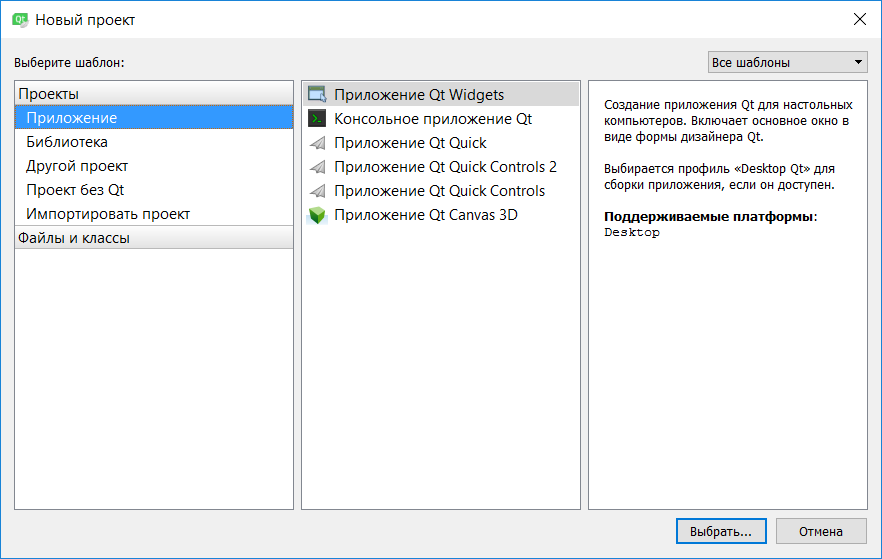 Новый проект
Выберите шаблон:
Все шаблоны
Проекты
Приложение
Библиотека
Другой проект
Проект без Qt
Импортировать проект
Файлы и классы
Приложение Qt Widgets
Консольное приложение Qt
Приложение Qt Quick
Приложение Qt Quick Controls 2
Приложение Qt Quick Controls
Приложение Qt Canvas 3D
Создание приложения Qt для настольных
компьютеров. Включает основное окно в
виде формы дизайнера Qt.
Выбирается профиль «Desktop Qt» для
сборки приложения, если он доступен.
Поддерживаемые платформы:
Desktop
Выбрать...
Отмена